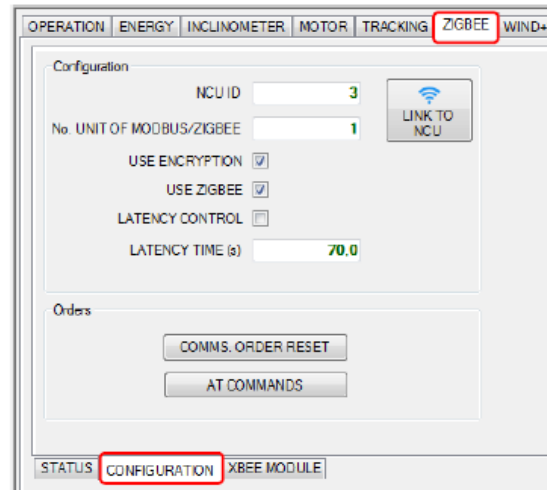 OPERATION ENERGY INCLINOMETER MOTOR TRACKING ZIGBEE WIND+
Configuration
NCU ID 3
LINK TO
NCU
No. UNIT OF MODBUS/ZIGBEE 1
USE ENCRYPTION
USE ZIGBEE
LATENCY CONTROL
LATENCY TIME (s) 70,0
Orders
COMMS. ORDER RESET
AT COMMANDS
STATUS CONFIGURATION XBEE MODULE